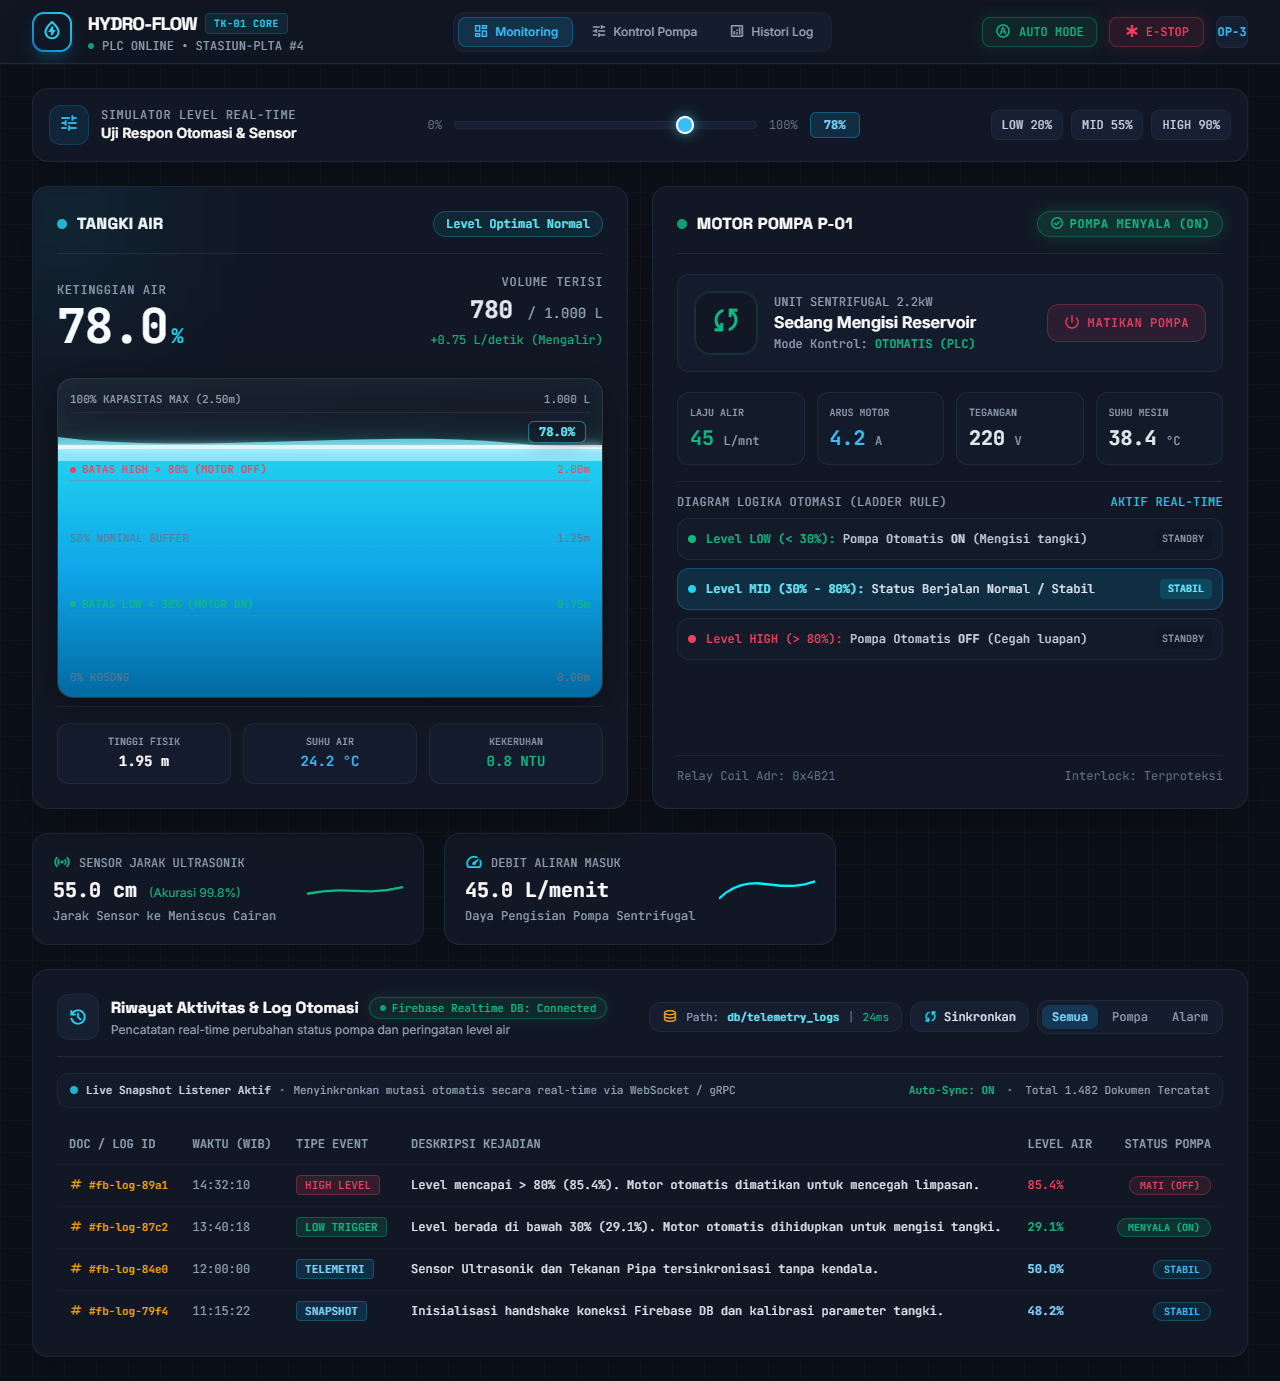 HYDRO-FLOW TK-01 CORE
PLC ONLINE • STASIUN-PLTA #4
Monitoring Kontrol Pompa Histori Log
AUTO MODE E-STOP OP-3
SIMULATOR LEVEL REAL-TIME
Uji Respon Otomasi & Sensor
0% 100% 78%
LOW 20% MID 55% HIGH 90%
TANGKI AIR Level Optimal Normal
KETINGGIAN AIR
78.0%
VOLUME TERISI
780 / 1.000 L
+0.75 L/detik (Mengalir)
100% KAPASITAS MAX (2.50m) 1.000 L
78.0%
BATAS HIGH > 80% (MOTOR OFF) 2.00m
50% NOMINAL BUFFER 1.25m
BATAS LOW < 30% (MOTOR ON) 0.75m
0% KOSONG 0.00m
TINGGI FISIK
1.95 m
SUHU AIR
24.2 °C
KEKERUHAN
0.8 NTU
MOTOR POMPA P-01 POMPA MENYALA (ON)
UNIT SENTRIFUGAL 2.2kW
Sedang Mengisi Reservoir
Mode Kontrol: OTOMATIS (PLC)
MATIKAN POMPA
LAJU ALIR
45 L/mnt
ARUS MOTOR
4.2 A
TEGANGAN
220 V
SUHU MESIN
38.4 °C
DIAGRAM LOGIKA OTOMASI (LADDER RULE) AKTIF REAL-TIME
Level LOW (< 30%): Pompa Otomatis ON (Mengisi tangki) STANDBY
Level MID (30% - 80%): Status Berjalan Normal / Stabil STABIL
Level HIGH (> 80%): Pompa Otomatis OFF (Cegah luapan) STANDBY
Relay Coil Adr: 0x4B21 Interlock: Terproteksi
SENSOR JARAK ULTRASONIK
55.0 cm (Akurasi 99.8%)
Jarak Sensor ke Meniscus Cairan
DEBIT ALIRAN MASUK
45.0 L/menit
Daya Pengisian Pompa Sentrifugal
Riwayat Aktivitas & Log Otomasi Firebase Realtime DB: Connected
Pencatatan real-time perubahan status pompa dan peringatan level air
Path: db/telemetry_logs | 24ms Sinkronkan Semua Pompa Alarm
Live Snapshot Listener Aktif • Menyinkronkan mutasi otomatis secara real-time via WebSocket / gRPC Auto-Sync: ON • Total 1.482 Dokumen Tercatat
DOC / LOG ID WAKTU (WIB) TIPE EVENT DESKRIPSI KEJADIAN LEVEL AIR STATUS POMPA
# #fb-log-89a1 14:32:10 HIGH LEVEL Level mencapai > 80% (85.4%). Motor otomatis dimatikan untuk mencegah limpasan. 85.4% MATI (OFF)
# #fb-log-87c2 13:40:18 LOW TRIGGER Level berada di bawah 30% (29.1%). Motor otomatis dihidupkan untuk mengisi tangki. 29.1% MENYALA (ON)
# #fb-log-84e0 12:00:00 TELEMETRI Sensor Ultrasonik dan Tekanan Pipa tersinkronisasi tanpa kendala. 50.0% STABIL
# #fb-log-79f4 11:15:22 SNAPSHOT Inisialisasi handshake koneksi Firebase DB dan kalibrasi parameter tangki. 48.2% STABIL